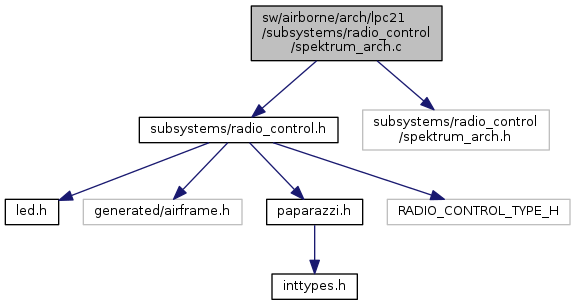 sw/airborne/arch/lpc21
/subsystems/radio_control
/spektrum_arch.c
subsystems/radio_control.h
subsystems/radio_control
/spektrum_arch.h
led.h
generated/airframe.h
paparazzi.h
RADIO_CONTROL_TYPE_H
inttypes.h